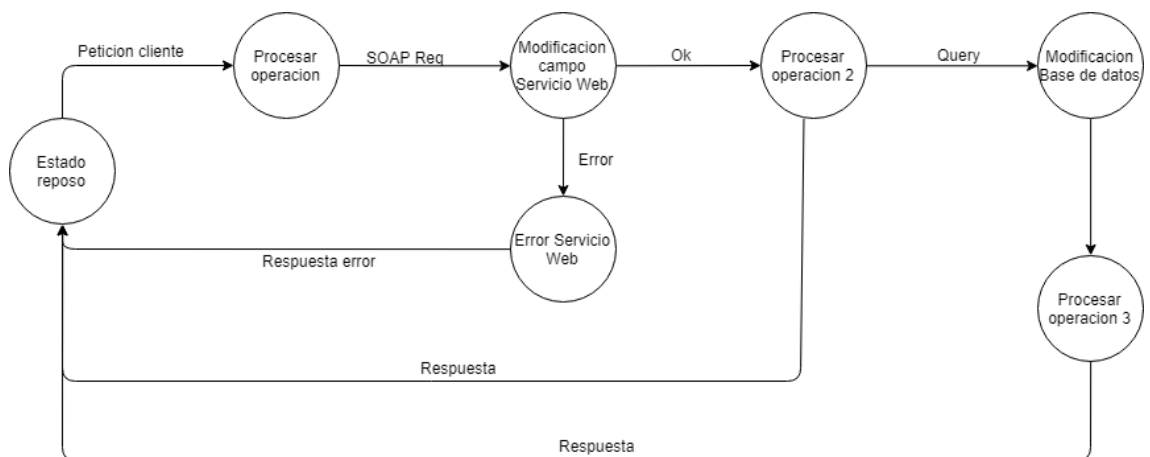 Peticion cliente
Procesar
operacion
SOAP Req
Modificacion
campo
Servicio Web
Ok
Procesar
operacion 2
Query
Modificacion
Base de datos
Estado
reposo
Error
Error Servicio
Web
Respuesta error
Procesar
operacion 3
Respuesta
Respuesta